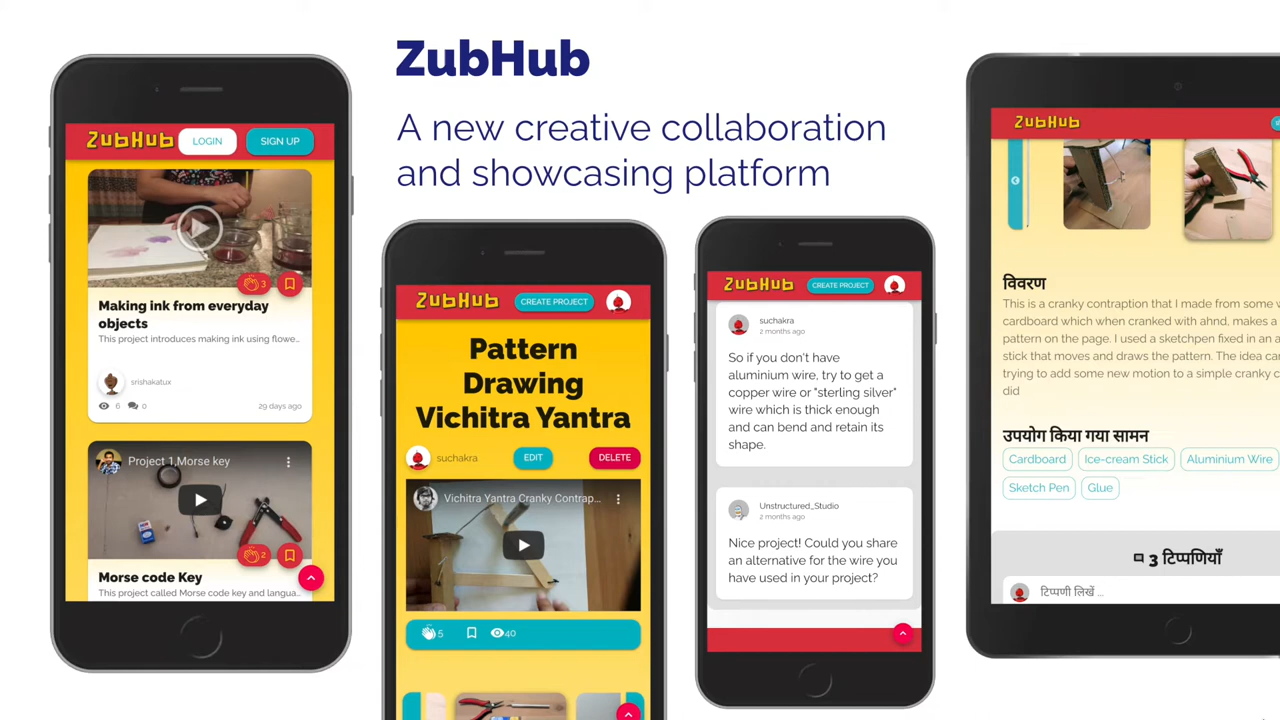 ZubHub
A new creative collaboration
and showcasing platform
ZubHub
LOGIN
SIGN UP
3
Making ink from everyday
objects
This project introduces making ink using flowe...
srishakatux
6
0
29 days ago
Project 1,Morse key
2
Morse code Key
This project called Morse code key and langua...
ZubHub
CREATE PROJECT
Pattern
Drawing
Vichitra Yantra
suchakra
EDIT
DELETE
Vichitra Yantra Cranky Contrap...
5
40
ZubHub
CREATE PROJECT
suchakra
2 months ago
So if you don't have
aluminium wire, try to get a
copper wire or "sterling silver"
wire which is thick enough
and can bend and retain its
shape.
Unstructured_Studio
2 months ago
Nice project! Could you share
an alternative for the wire you
have used in your project?
ZubHub
विवरण
This is a cranky contraption that I made from some w
cardboard which when cranked with ahnd, makes a
pattern on the page. I used a sketchpen fixed in an a
stick that moves and draws the pattern. The idea car
trying to add some new motion to a simple cranky c
did
उपयोग किया गया सामन
Cardboard
Ice-cream Stick
Aluminium Wire
Sketch Pen
Glue
3 टिप्पणियाँ
टिप्पणी लिखें ...